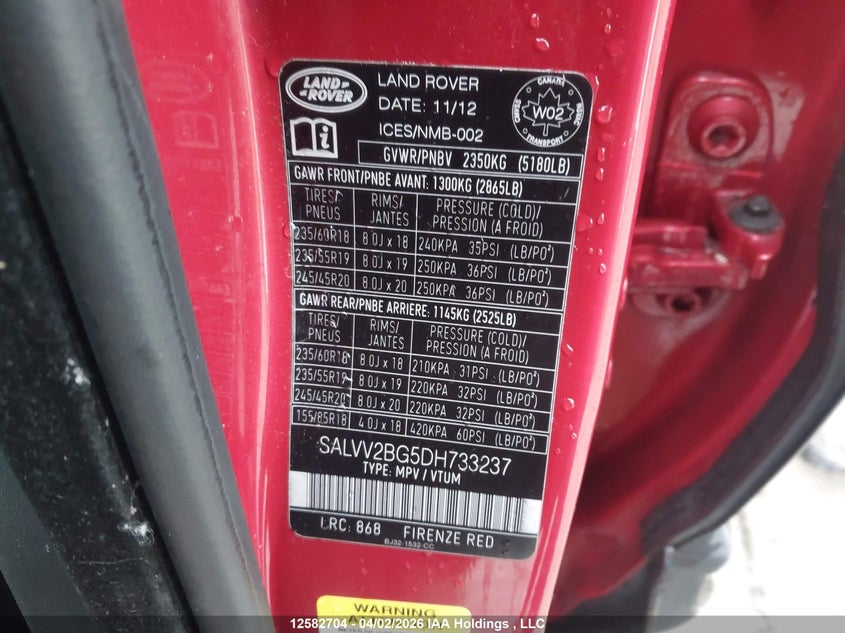 LAND ROVER
LAND ROVER
DATE: 11/12
ICES/NMB-002
CANADA
W02
TRANSPORT
GVWR/PNBV 2350KG (5180LB)
GAWR FRONT/PNBE AVANT: 1300KG (2865LB)
TIRES/ PNEUS RIMS/ JANTES PRESSURE (COLD)/ PRESSION (A FROID)
235/60R18 8.0J x 18 240KPA 35PSI (LB/PO²)
235/55R19 8.0J x 19 250KPA 36PSI (LB/PO²)
245/45R20 8.0J x 20 250KPA 36PSI (LB/PO²)
GAWR REAR/PNBE ARRIERE: 1145KG (2525LB)
TIRES/ PNEUS RIMS/ JANTES PRESSURE (COLD)/ PRESSION (A FROID)
235/60R18 8.0J x 18 210KPA 31PSI (LB/PO²)
235/55R19 8.0J x 19 220KPA 32PSI (LB/PO²)
245/45R20 8.0J x 20 220KPA 32PSI (LB/PO²)
155/85R18 4.0J x 18 420KPA 60PSI (LB/PO²)
SALVV2BG5DH733237
TYPE: MPV / VTUM
LRC: 868 FIRENZE RED
BJ32-1532-CC
WARNING
12582704 - 04/02/2026 IAA Holdings , LLC